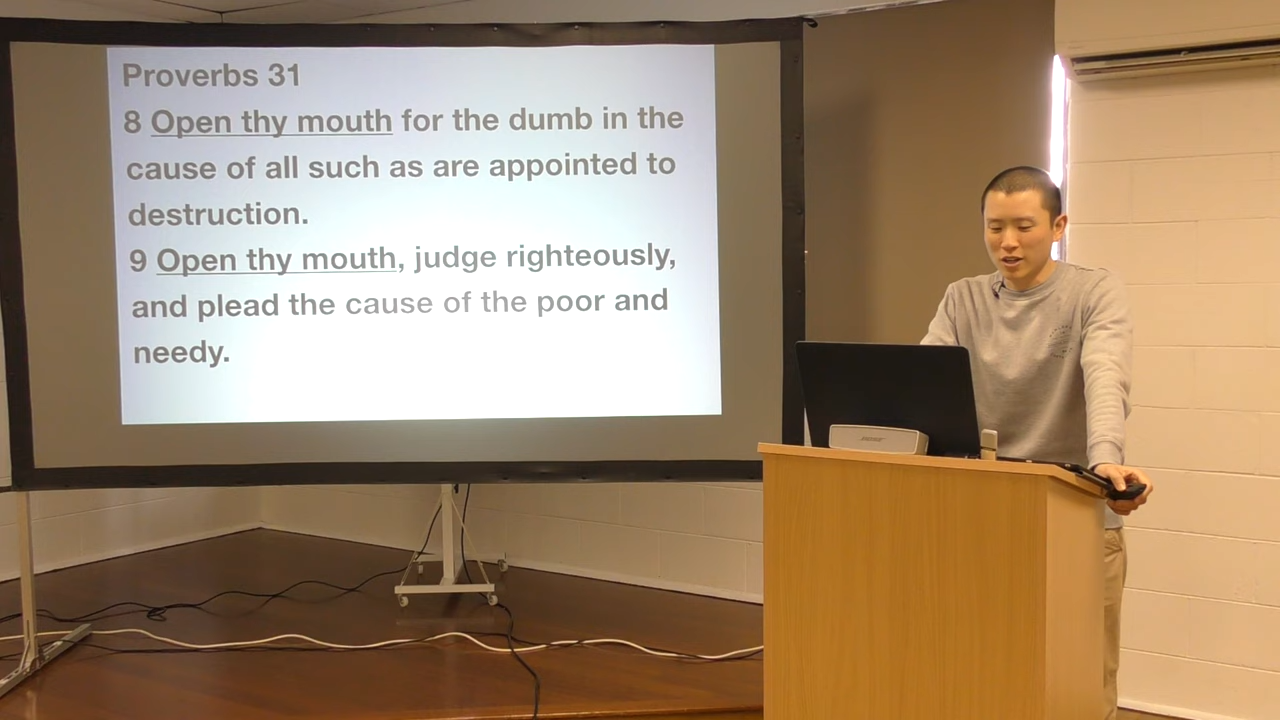 Proverbs 31
8 Open thy mouth for the dumb in the
cause of all such as are appointed to
destruction.
9 Open thy mouth, judge righteously,
and plead the cause of the poor and
needy.